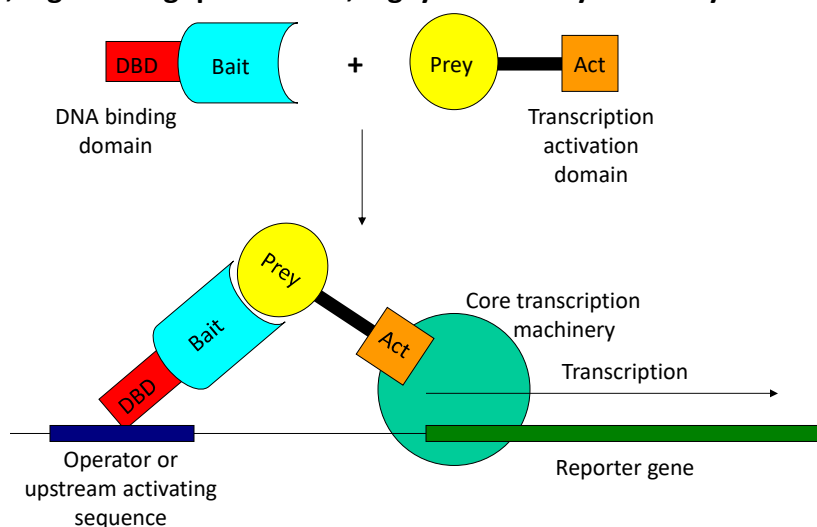 DBD
Bait
+
Prey
Act
DNA binding
domain
Transcription
activation
domain
Prey
Bait
Act
DBD
Core transcription
machinery
Transcription
Operator or
upstream activating
sequence
Reporter gene